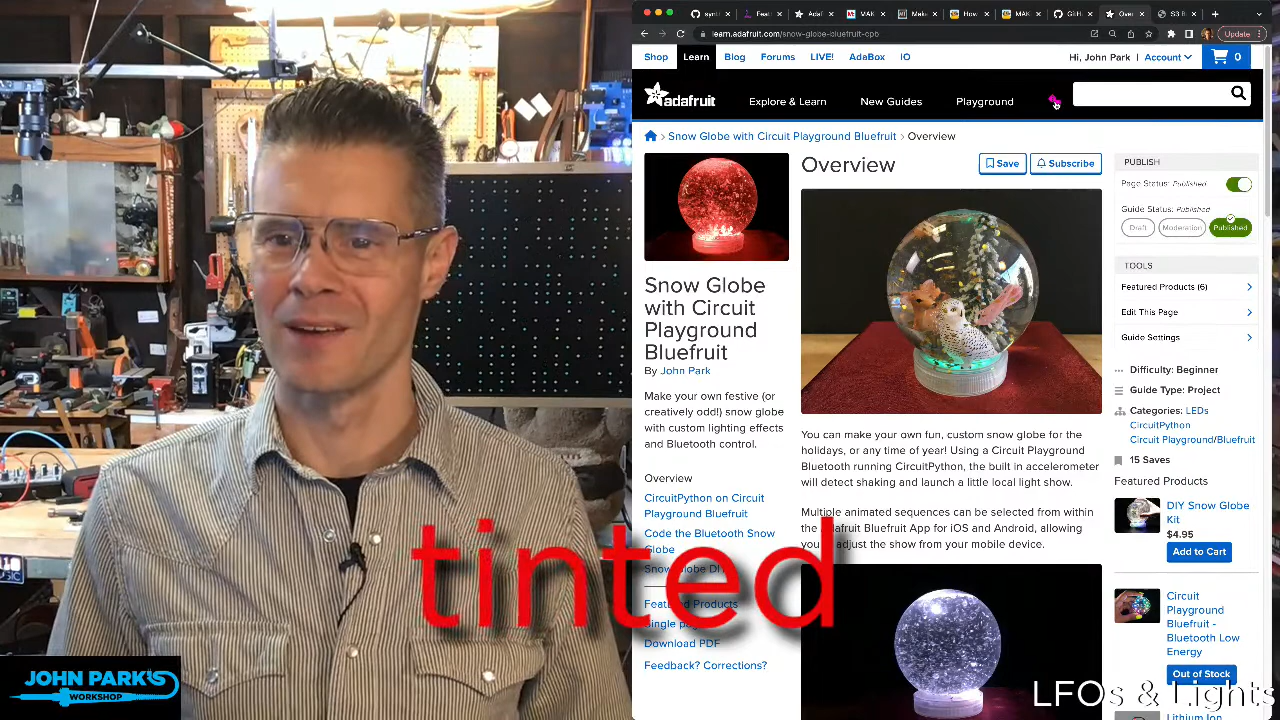 Update
learn.adafruit.com/snow-globe-bluefruit-cpb
Shop Learn Blog Forums LIVE! AdaBox iO
Hi, John Park | Account 0
adafruit Explore & Learn New Guides Playground
Snow Globe with Circuit Playground Bluefruit > Overview
Snow Globe
with Circuit
Playground
Bluefruit
By John Park
Make your own festive (or
creatively odd!) snow globe
with custom lighting effects
and Bluetooth control.
Overview
CircuitPython on Circuit
Playground Bluefruit
Code the Bluetooth Snow
Globe
Snow Globe DI
Featured Products
Single pa
Download PDF
Feedback? Corrections?
Overview
Save Subscribe
You can make your own fun, custom snow globe for the
holidays, or any time of year! Using a Circuit Playground
Bluetooth running CircuitPython, the built in accelerometer
will detect shaking and launch a little local light show.
Multiple animated sequences can be selected from within
the Adafruit Bluefruit App for iOS and Android, allowing
you adjust the show from your mobile device.
PUBLISH
Page Status: Published
Guide Status: Published
Draft Moderation Published
TOOLS
Featured Products (6)
Edit This Page
Guide Settings
Difficulty: Beginner
Guide Type: Project
Categories: LEDs
CircuitPython
Circuit Playground/Bluefruit
15 Saves
Featured Products
DIY Snow Globe
Kit
$4.95
Add to Cart
Circuit
Playground
Bluefruit -
Bluetooth Low
Energy
Out of Stock
Lithium Ion
tinted
JOHN PARK'S
WORKSHOP
LFOs & Lights